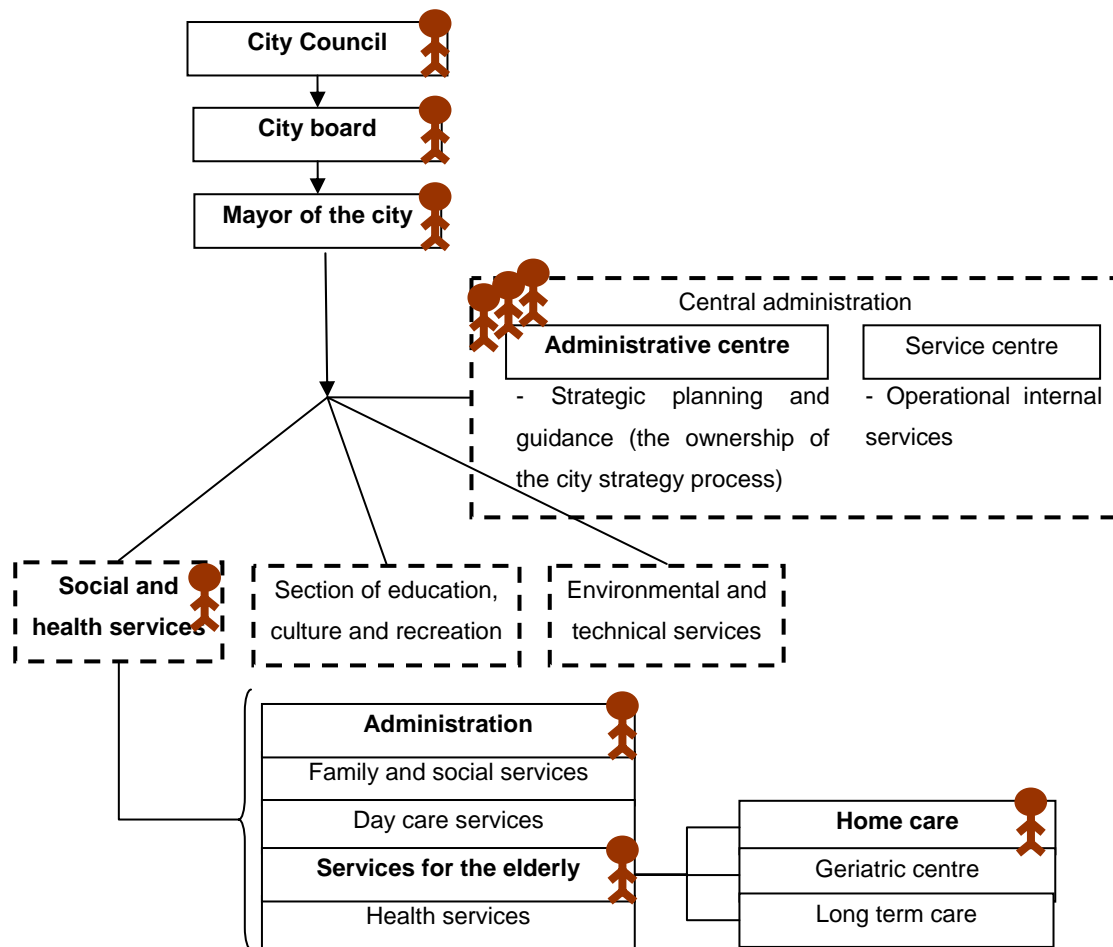 City Council
City board
Mayor of the city
Central administration
Administrative centre
Service centre
- Strategic planning and
guidance (the ownership of
the city strategy process)
- Operational internal
services
Social and
health services
Section of education,
culture and recreation
Environmental and
technical services
Administration
Family and social services
Day care services
Services for the elderly
Health services
Home care
Geriatric centre
Long term care